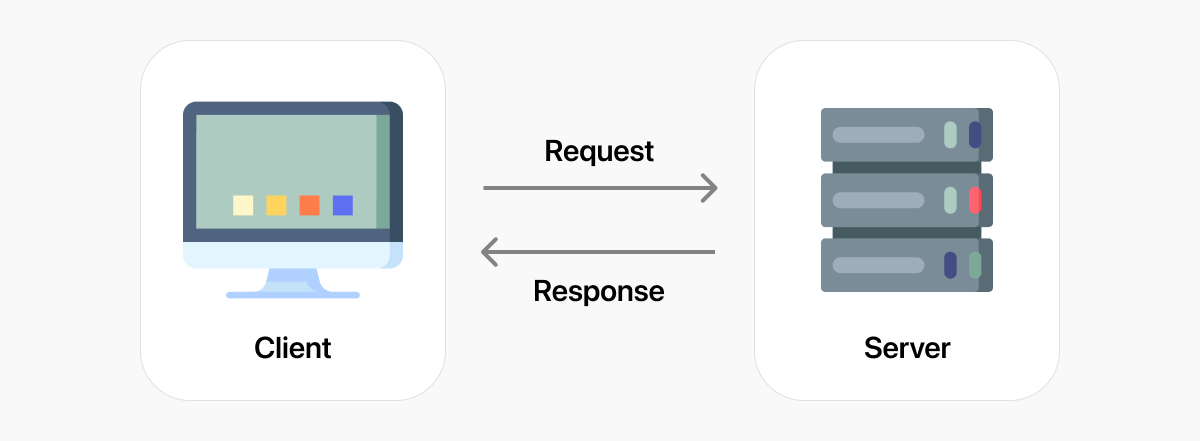 Request
Response
Client
Server